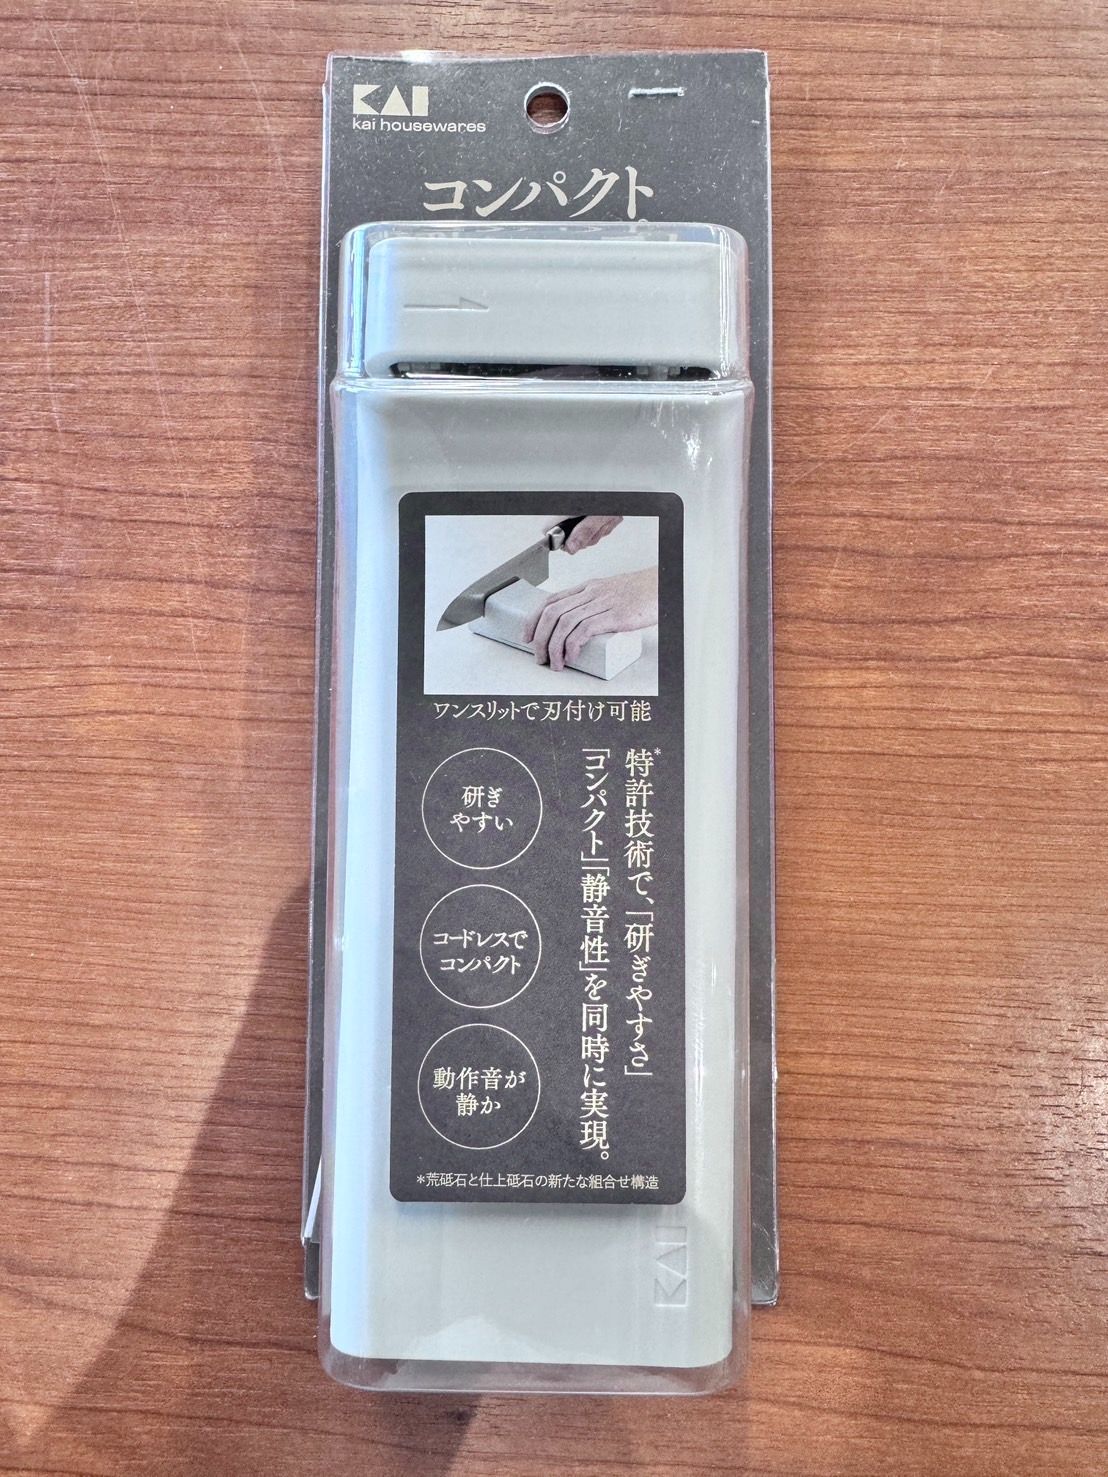 KAI
kai housewares
コンパクト
ワンスリットで刃付け可能
特許技術で、「研ぎやすさ」*
「コンパクト」「静音性」を同時に実現。
研ぎ
やすい
コードレスで
コンパクト
動作音が
静か
*荒砥石と仕上砥石の新たな組合せ構造
KAI